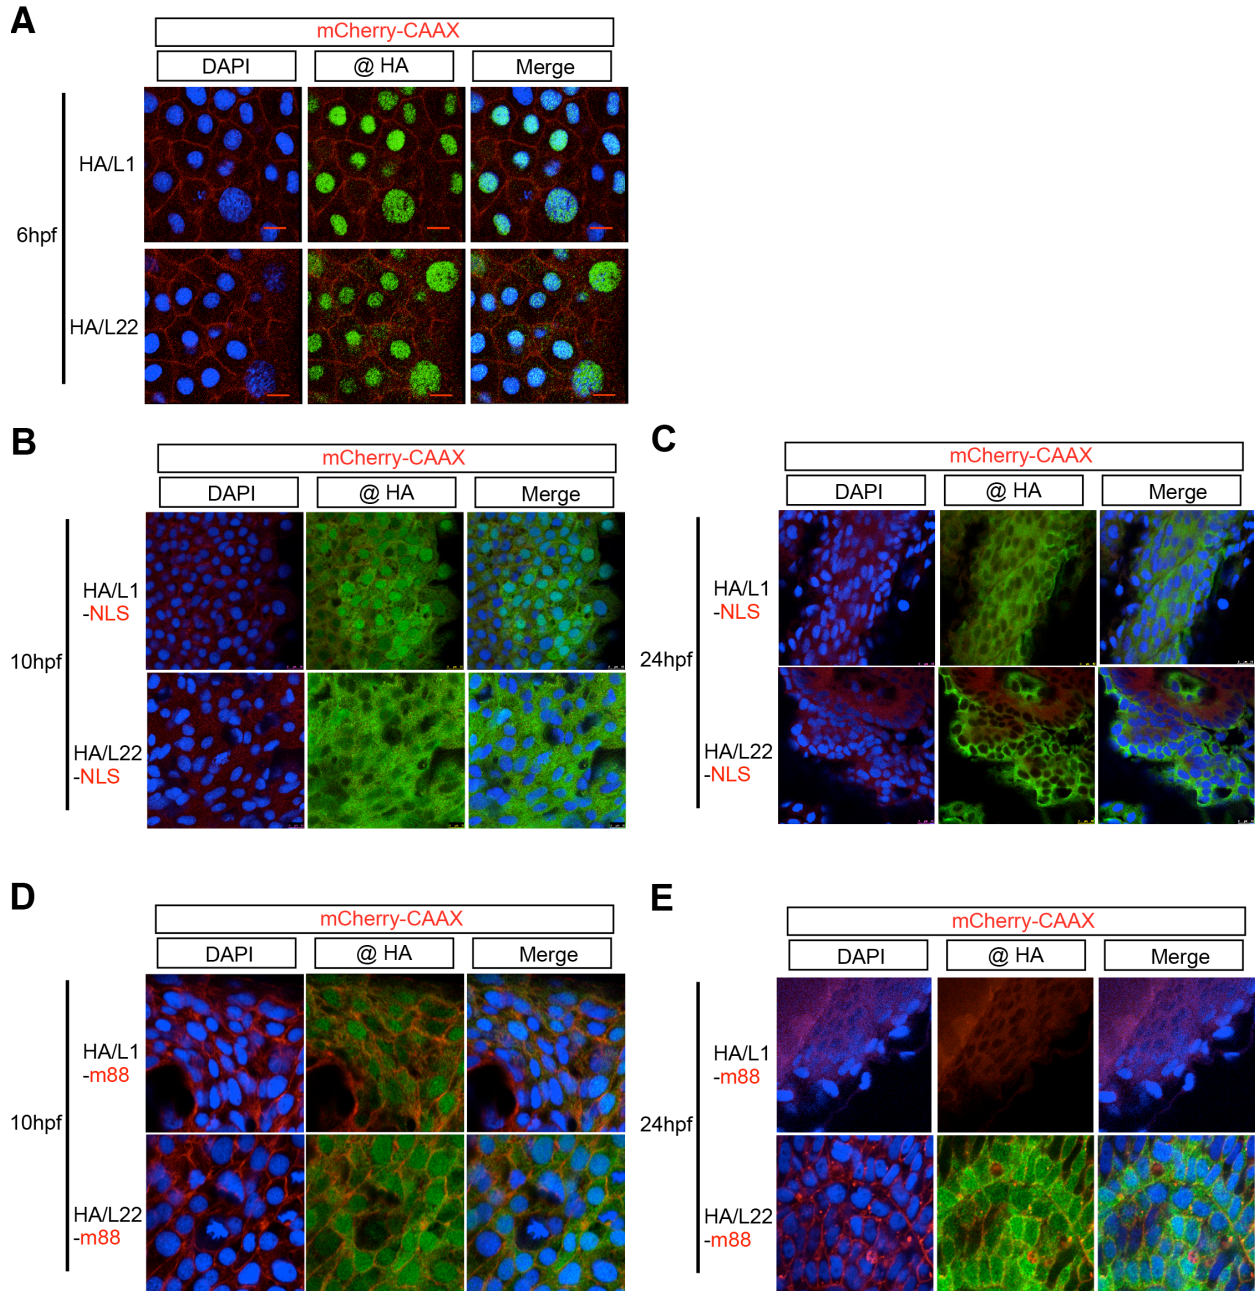 A
mCherry-CAAX
DAPI
@ HA
Merge
HA/L1
6hpf
HA/L22
B
mCherry-CAAX
DAPI
@ HA
Merge
HA/L1
-NLS
10hpf
HA/L22
-NLS
C
mCherry-CAAX
DAPI
@ HA
Merge
HA/L1
-NLS
24hpf
HA/L22
-NLS
D
mCherry-CAAX
DAPI
@ HA
Merge
HA/L1
-m88
10hpf
HA/L22
-m88
E
mCherry-CAAX
DAPI
@ HA
Merge
HA/L1
-m88
24hpf
HA/L22
-m88